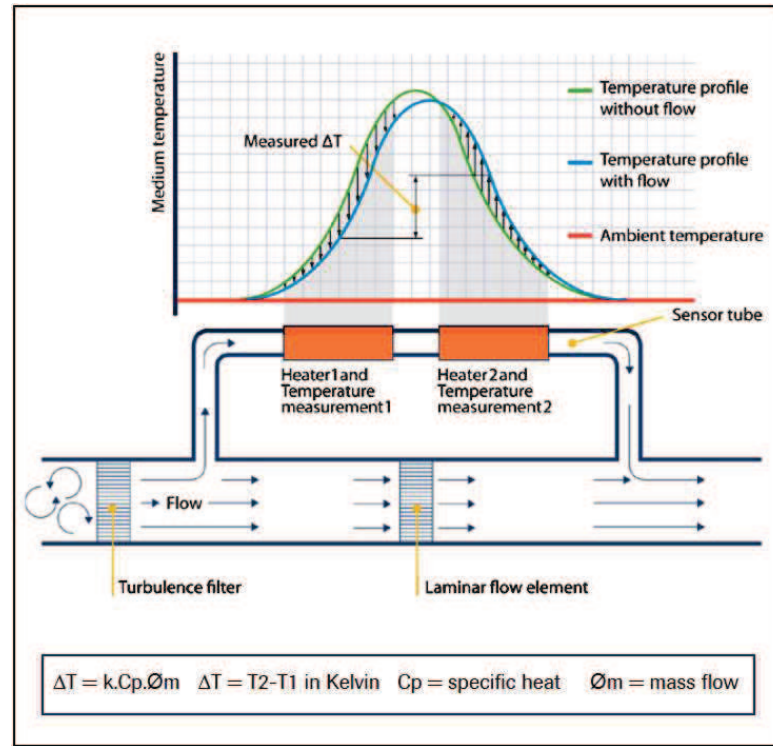 Medium temperature
Measured ΔT
Temperature profile
without flow
Temperature profile
with flow
Ambient temperature
Sensor tube
Heater1and
Temperature
measurement1
Heater2and
Temperature
measurement2
Flow
Turbulence filter
Laminar flow element
ΔT = k.Cp.Øm ΔT = T2-T1 in Kelvin Cp = specific heat Øm = mass flow